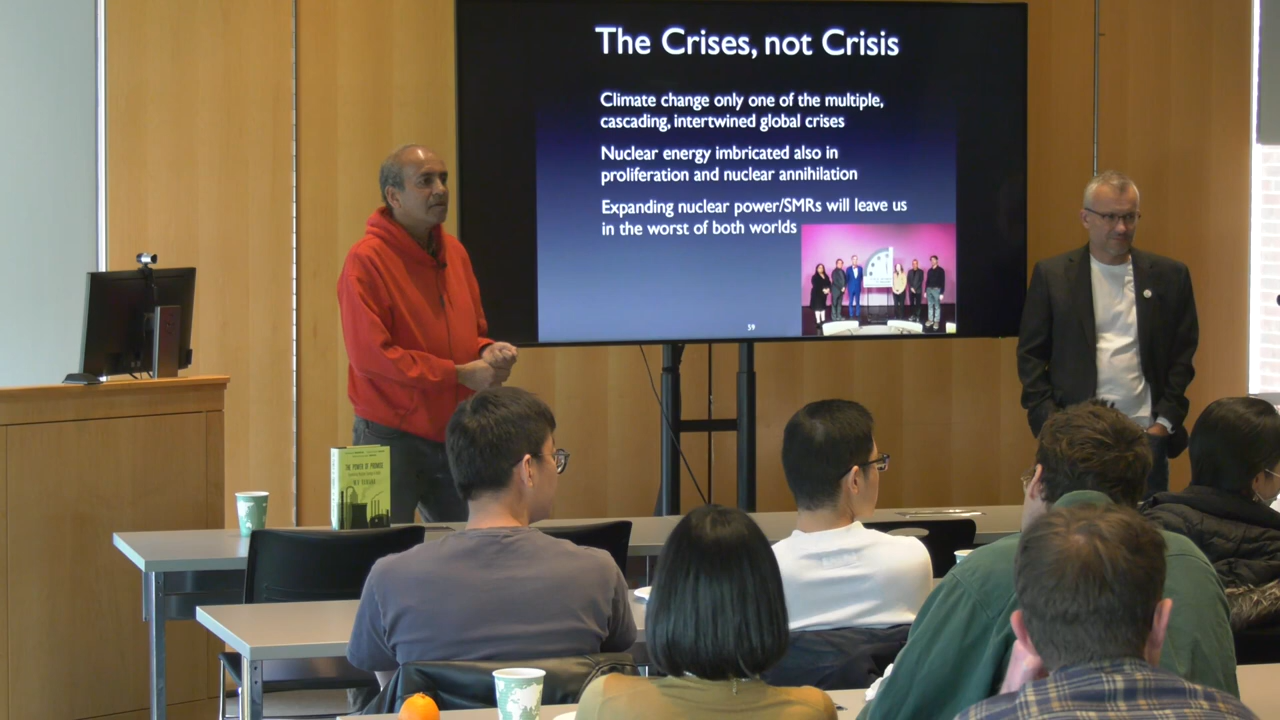 The Crises, not Crisis
Climate change only one of the multiple,
cascading, intertwined global crises
Nuclear energy imbricated also in
proliferation and nuclear annihilation
Expanding nuclear power/SMRs will leave us
in the worst of both worlds
59
THE POWER OF PROMISE
M.V. RAMANA